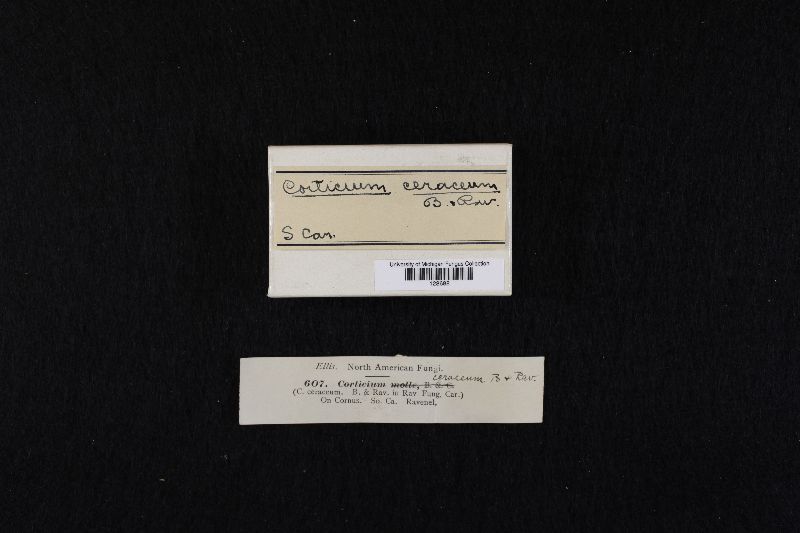 Corticium ceraceum
B. & Rav.
S Car.
University of Michigan Fungus Collection
Ellis. North American Fungi.
ceraceum B & Rav.
607. Corticium molle, B. & C.
(C. ceraceum. B. & Rav. in Rav. Fung. Car.)
On Cornus. So. Ca. Ravenel,